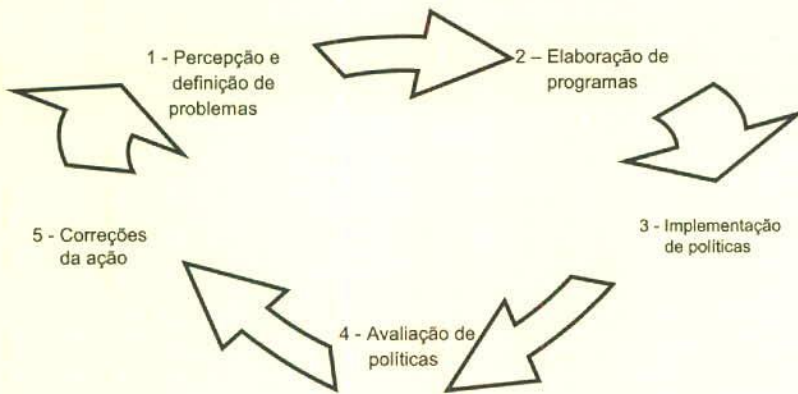 1 - Percepção e
definição de
problemas
2 – Elaboração de
programas
3 - Implementação
de políticas
4 - Avaliação de
políticas
5 - Correções
da ação